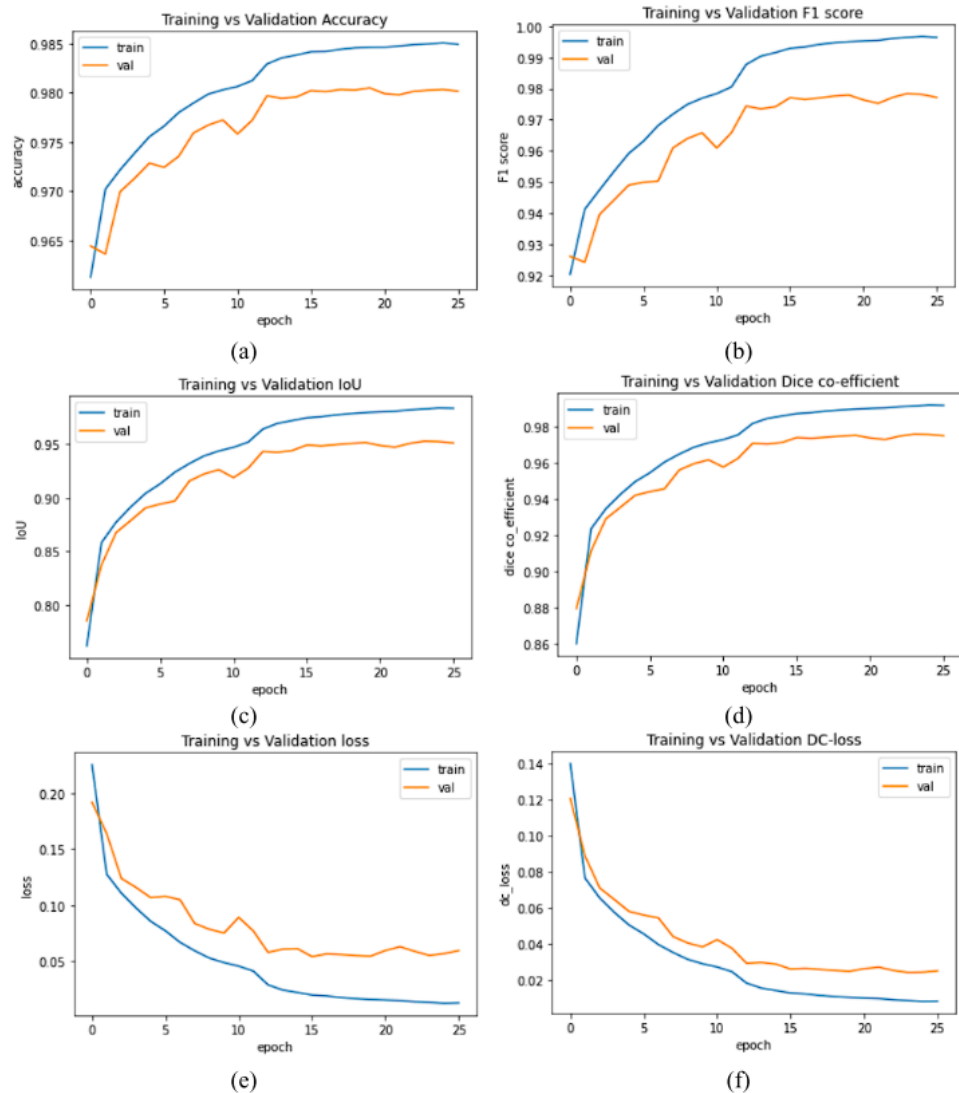 Training vs Validation Accuracy
train
val
0.985
0.980
0.975
0.970
0.965
accuracy
0 5 10 15 20 25
epoch
(a)
Training vs Validation F1 score
train
val
1.00
0.99
0.98
0.97
0.96
0.95
0.94
0.93
0.92
F1 score
0 5 10 15 20 25
epoch
(b)
Training vs Validation IoU
train
val
0.95
0.90
0.85
0.80
IoU
0 5 10 15 20 25
epoch
(c)
Training vs Validation Dice co-efficient
train
val
0.98
0.96
0.94
0.92
0.90
0.88
0.86
dice co_efficient
0 5 10 15 20 25
epoch
(d)
Training vs Validation loss
train
val
0.20
0.15
0.10
0.05
loss
0 5 10 15 20 25
epoch
(e)
Training vs Validation DC-loss
train
val
0.14
0.12
0.10
0.08
0.06
0.04
0.02
dc_loss
0 5 10 15 20 25
epoch
(f)